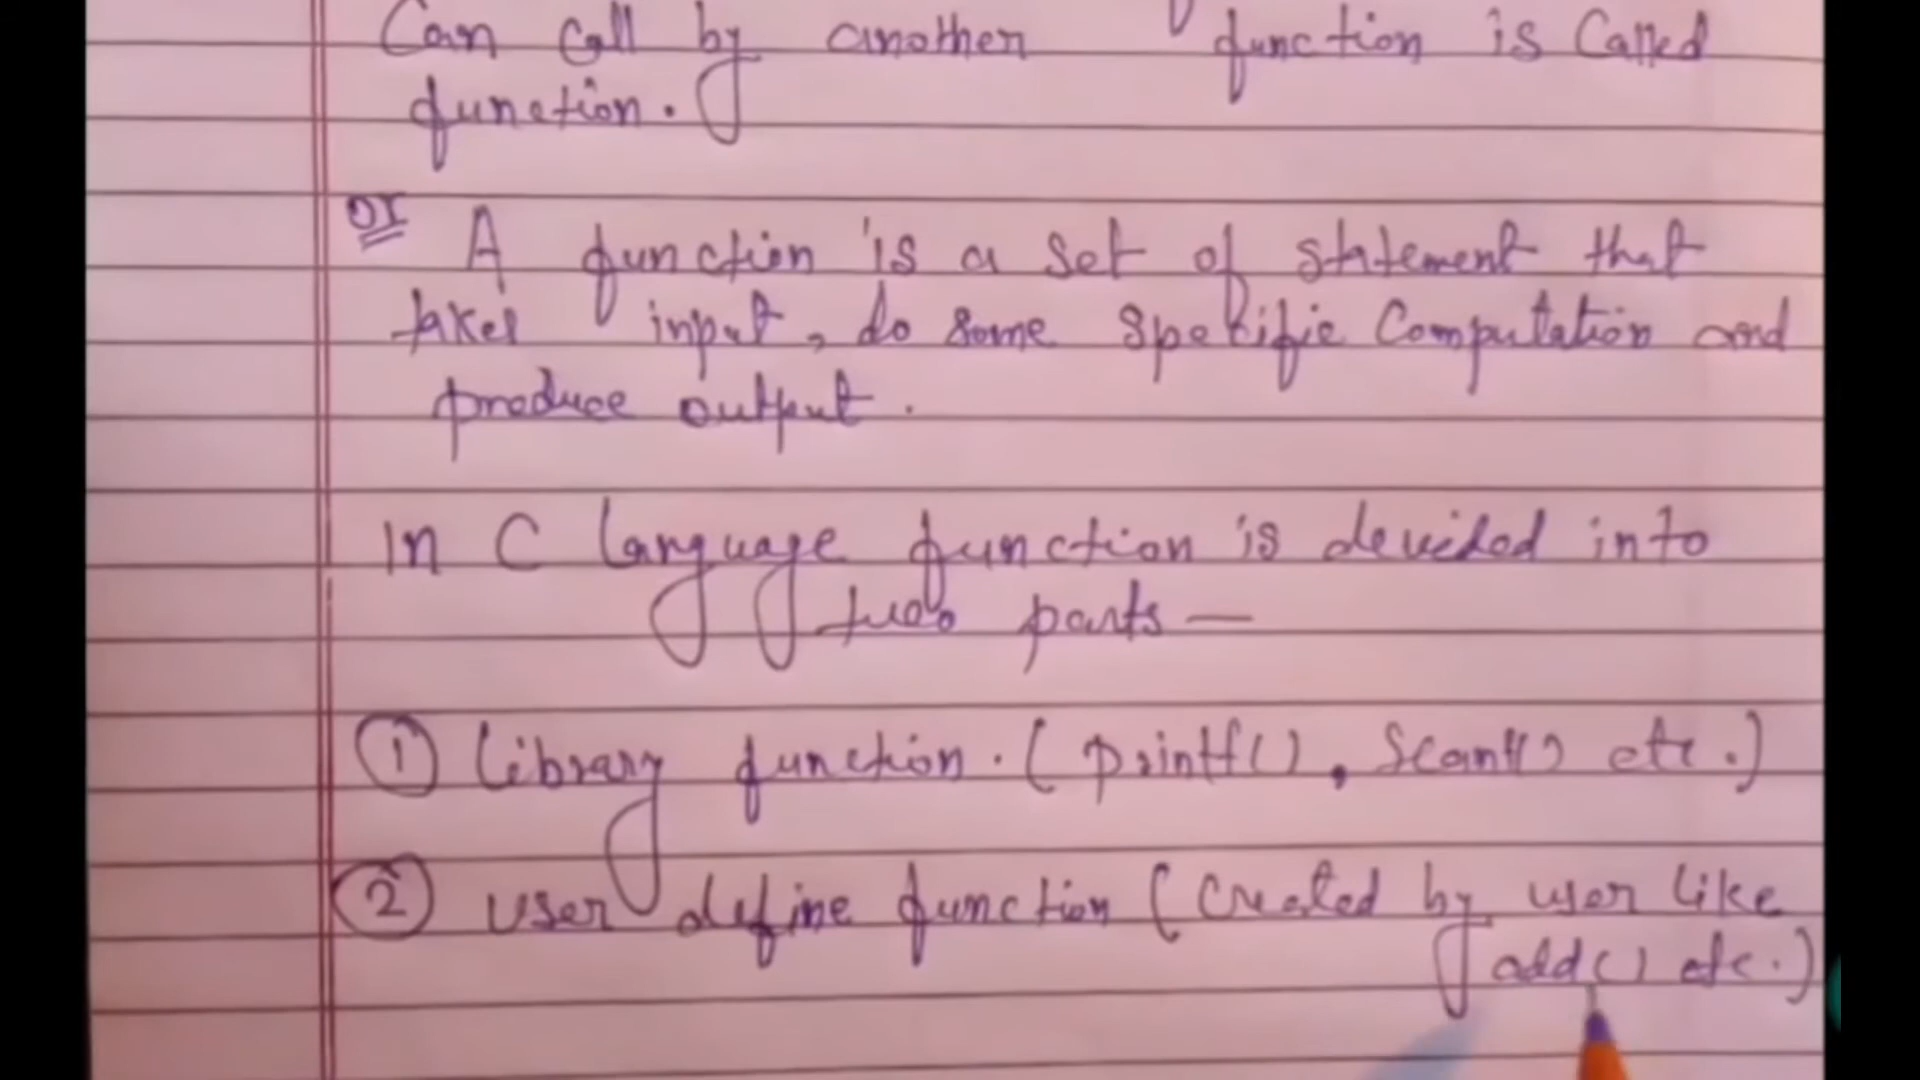 Can call by another function is Called
function.
or A function is a set of statement that
takes input, do some spekific Computation and
produce output.
In C language function is devided into
two parts —
① Library function. ( printf(), Scanf() etc.)
② User define function ( Created by user like
add() etc.)